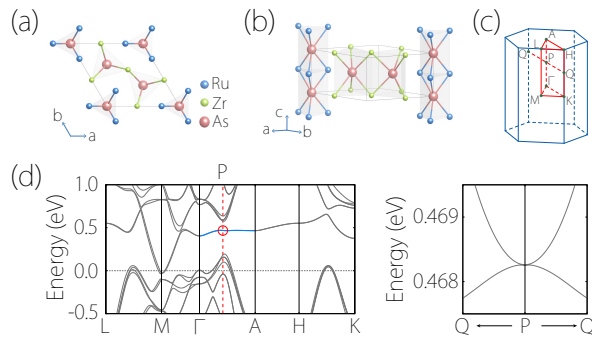 (a)
(b)
(c)
Ru
Zr
As
b
a
c
a
b
A
L
H
Q
P
Q
Γ
M
K
(d)
P
Energy (eV)
1.0
0.5
0.0
-0.5
L M Γ A H K
Energy (eV)
0.469
0.468
Q ← P → Q